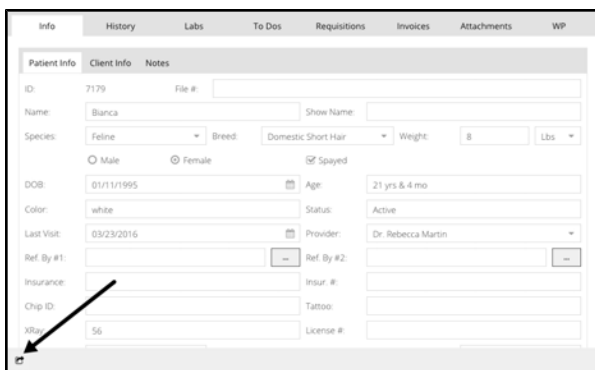 Info History Labs To Dos Requisitions Invoices Attachments WP
Patient Info Client Info Notes
ID: 7179 File #:
Name: Bianca Show Name:
Species: Feline Breed: Domestic Short Hair Weight: 8 Lbs
Male Female Spayed
DOB: 01/11/1995 Age: 21 yrs & 4 mo
Color: white Status: Active
Last Visit: 03/23/2016 Provider: Dr. Rebecca Martin
Ref. By #1: ... Ref. By #2: ...
Insurance: Insur. #:
Chip ID: Tattoo:
XRay: 56 License #: